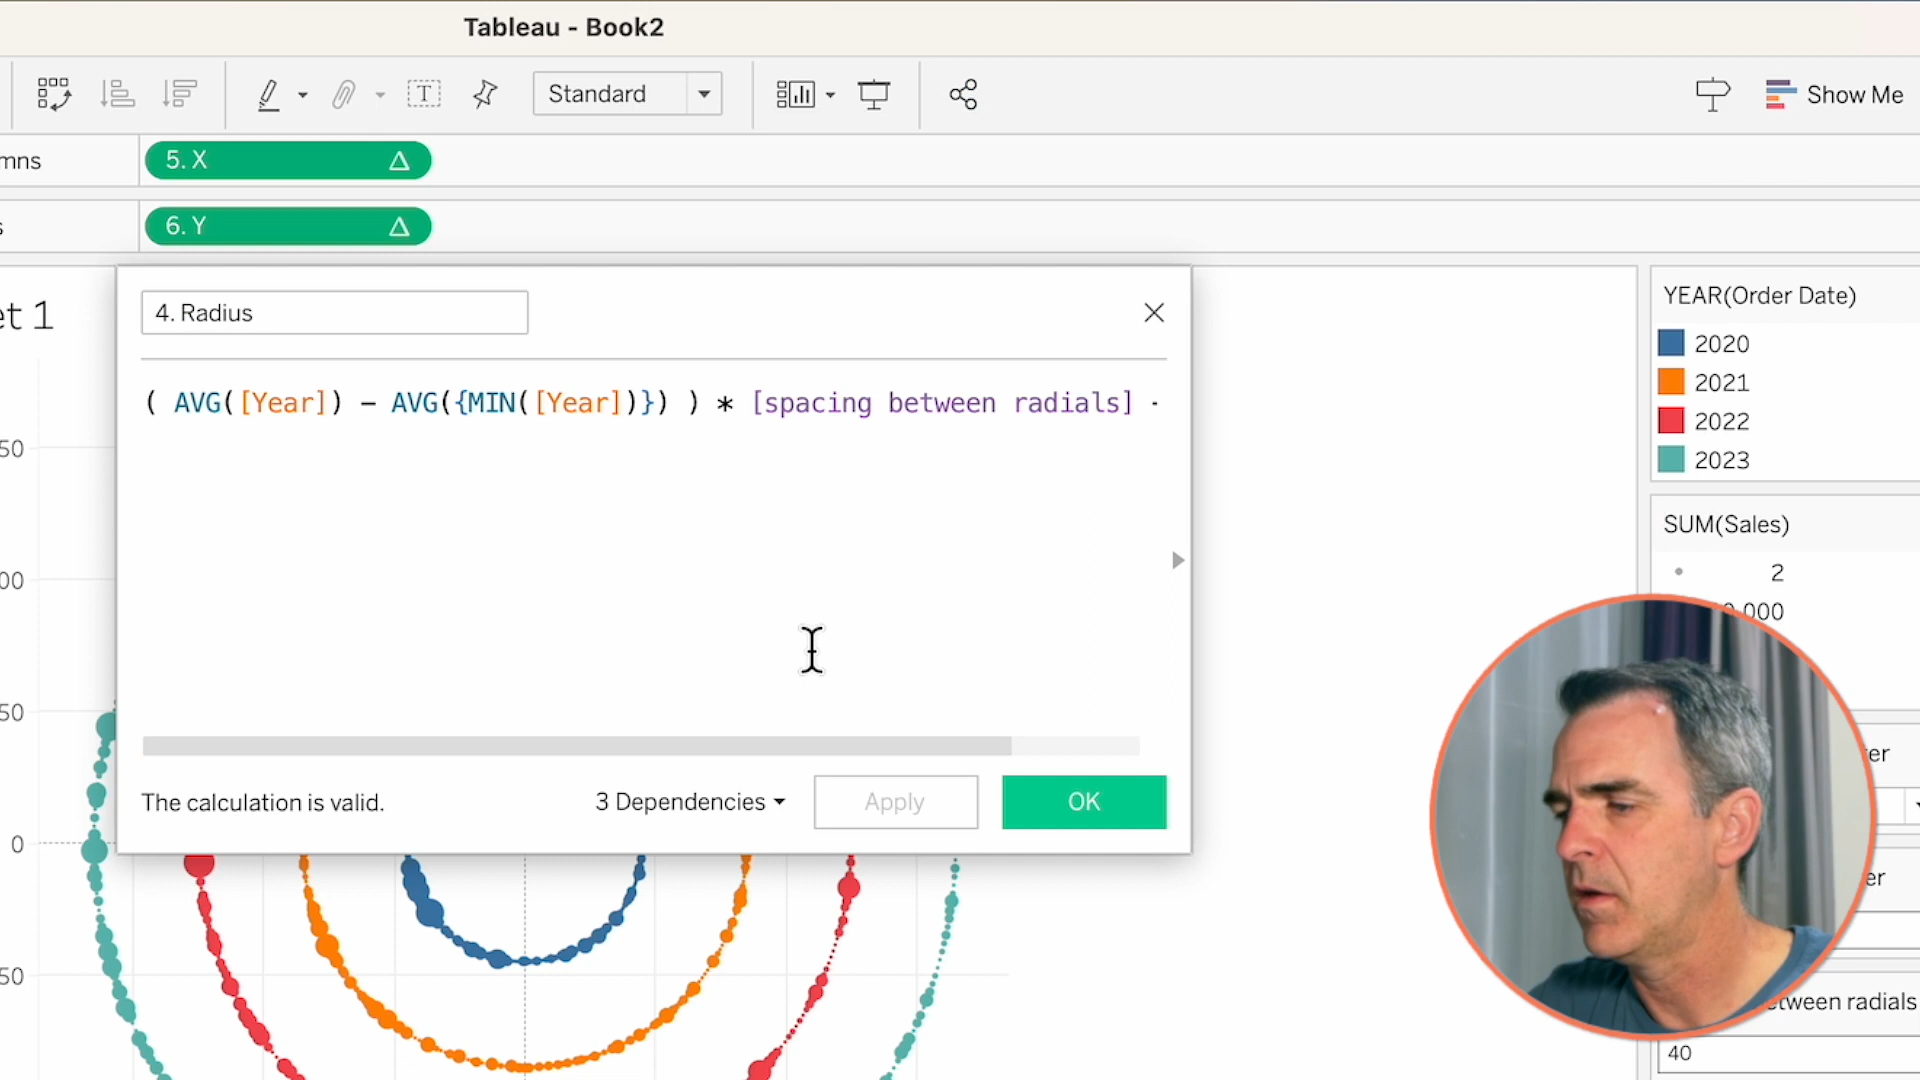 Tableau - Book2
T
Standard
Show Me
mns
5. X
6. Y
et 1
4. Radius
( AVG([Year]) – AVG({MIN([Year])}) ) * [spacing between radials]
The calculation is valid.
3 Dependencies
Apply
OK
50
00
50
0
50
YEAR(Order Date)
2020
2021
2022
2023
SUM(Sales)
2
000
er
er
etween radials
40